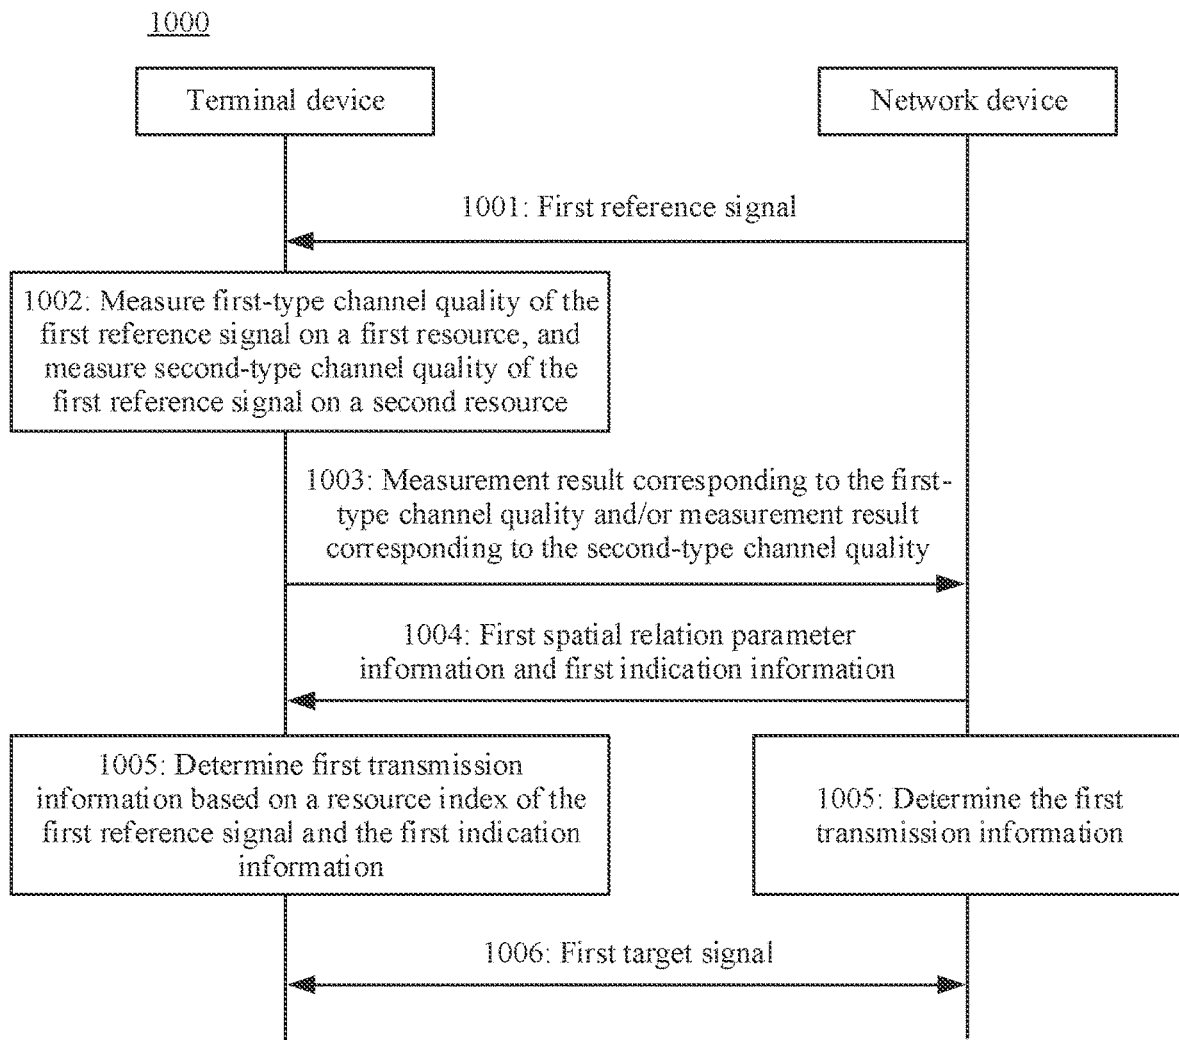 1000
Terminal device
Network device
1001: First reference signal
1002: Measure first-type channel quality of the
first reference signal on a first resource, and
measure second-type channel quality of the
first reference signal on a second resource
1003: Measurement result corresponding to the first-
type channel quality and/or measurement result
corresponding to the second-type channel quality
1004: First spatial relation parameter
information and first indication information
1005: Determine first transmission
information based on a resource index of the
first reference signal and the first indication
information
1005: Determine the first
transmission information
1006: First target signal